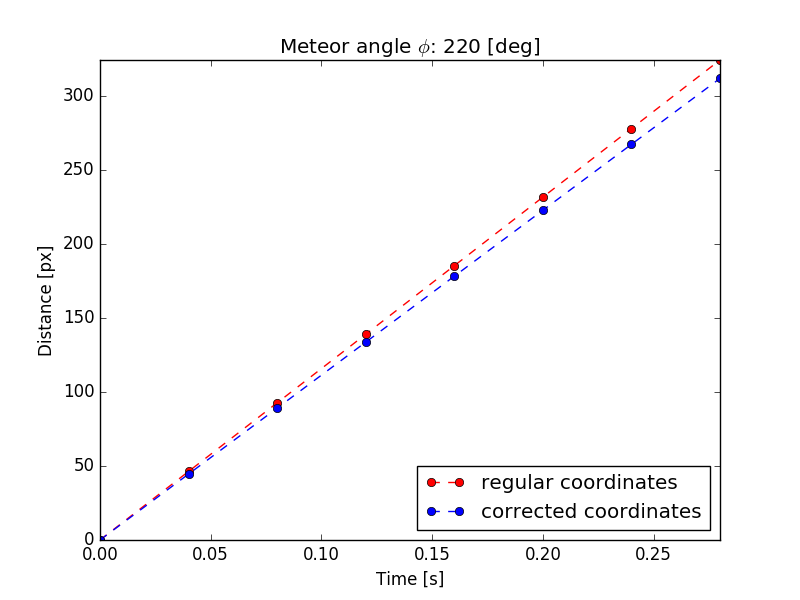 Meteor angle ϕ: 220 [deg]
300
250
200
150
100
50
0
Distance [px]
regular coordinates
corrected coordinates
0.00 0.05 0.10 0.15 0.20 0.25
Time [s]